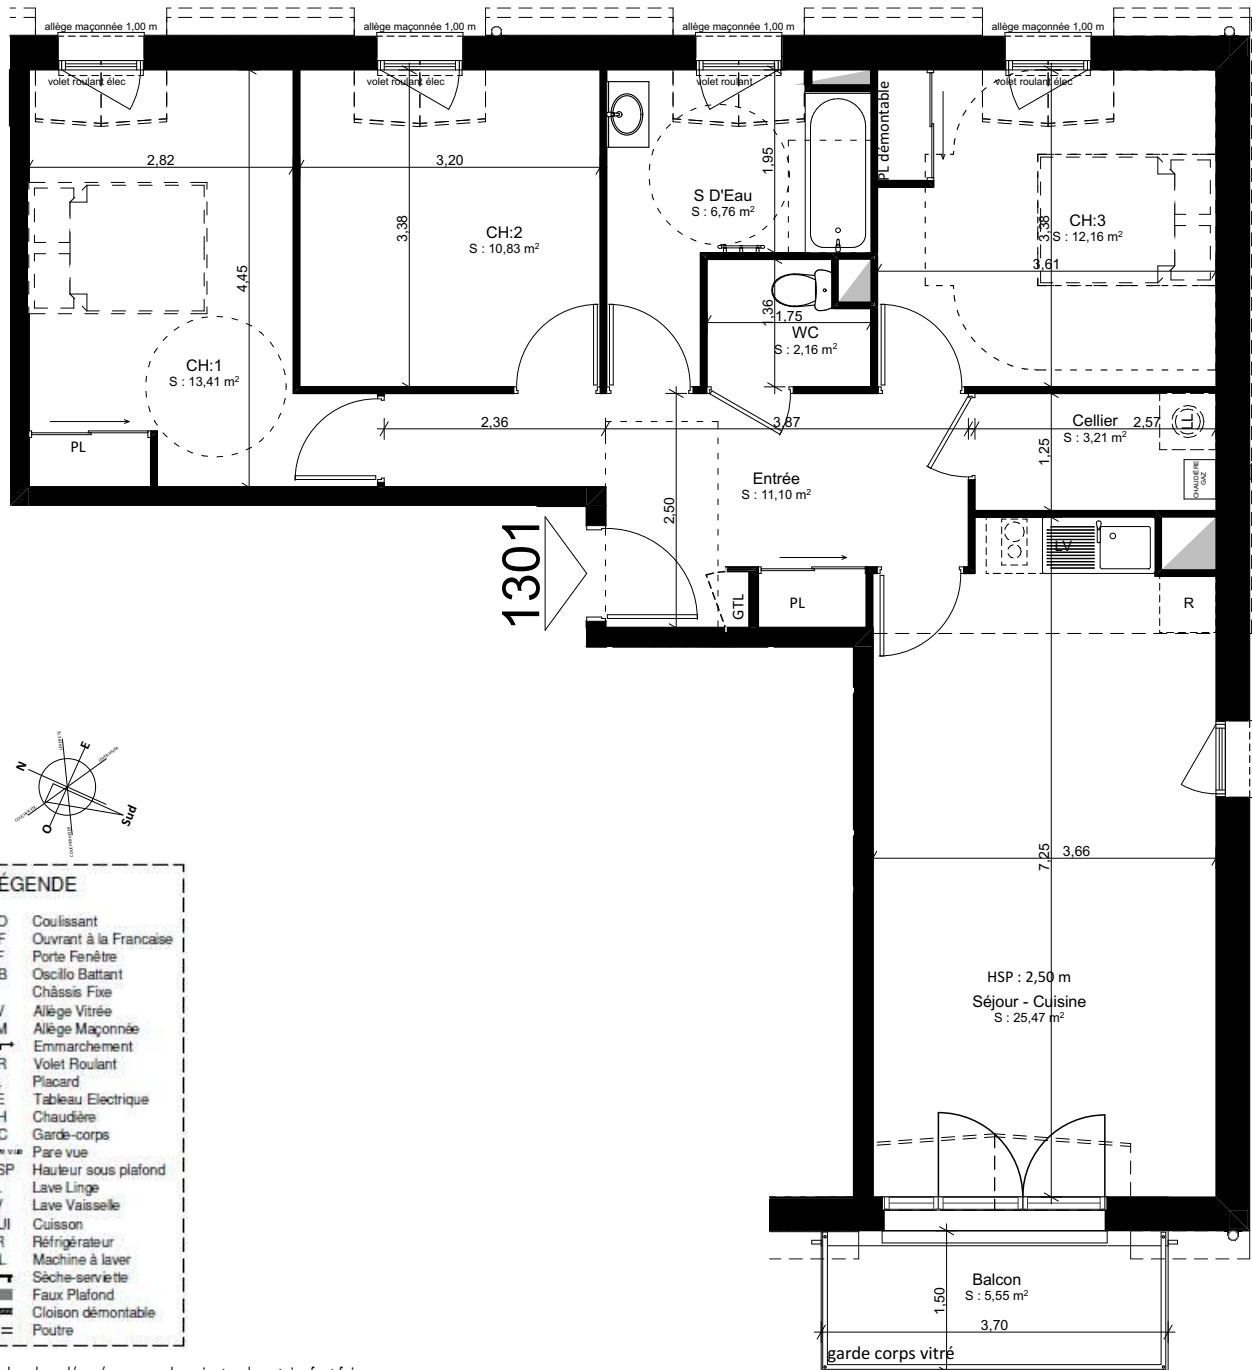 allège maçonnée 1,00 m
allège maçonnée 1,00 m
allège maçonnée 1,00 m
allège maçonnée 1,00 m
volet roulant élec
volet roulant élec
volet roulant
volet roulant élec
PL démontable
2,82
3,20
1,95
S D'Eau
S : 6,76 m²
3,38
CH:2
S : 10,83 m²
3,38
CH:3
S : 12,16 m²
3,61
4,45
1,36
1,75
WC
S : 2,16 m²
CH:1
S : 13,41 m²
PL
2,36
3,87
Cellier
S : 3,21 m²
2,57
LL
1,25
CHAUDIÈRE
GAZ
Entrée
S : 11,10 m²
2,50
1301
LV
GTL
PL
R
N
E
O
Sud
7,25
3,66
HSP : 2,50 m
Séjour - Cuisine
S : 25,47 m²
Balcon
S : 5,55 m²
1,50
3,70
garde corps vitré
ÉGENDE
O Coulissant
F Ouvrant à la Francaise
F Porte Fenêtre
B Oscillo Battant
Châssis Fixe
V Allège Vitrée
M Allège Maçonnée
Emmarchement
R Volet Roulant
L Placard
E Tableau Electrique
H Chaudière
C Garde-corps
Pare vue
SP Hauteur sous plafond
L Lave Linge
V Lave Vaisselle
UI Cuisson
R Réfrigérateur
L Machine à laver
Sèche-serviette
Faux Plafond
Cloison démontable
Poutre